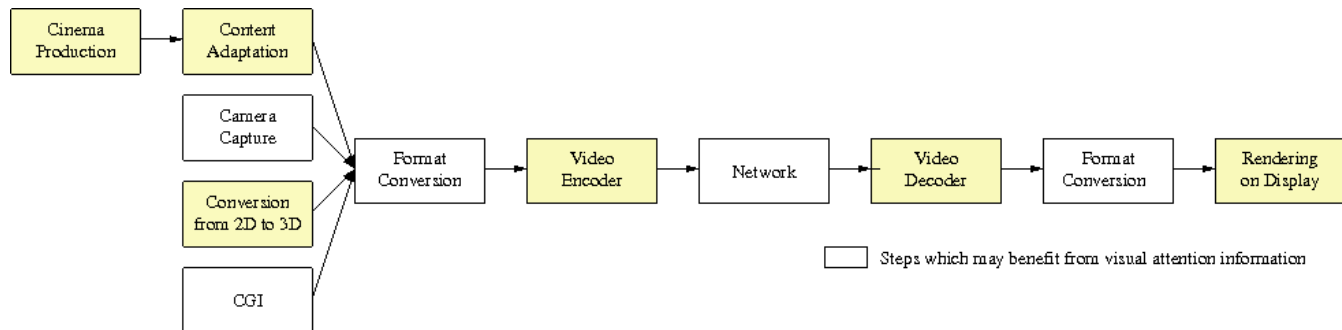 Cinema
Production
Content
Adaptation
Camera
Capture
Conversion
from 2D to 3D
CGI
Format
Conversion
Video
Encoder
Network
Video
Decoder
Format
Conversion
Rendering
on Display
Steps which may benefit from visual attention information